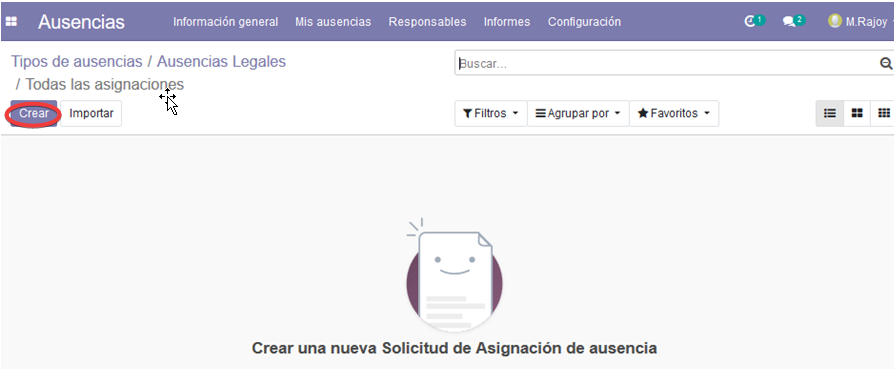 Ausencias Información general Mis ausencias Responsables Informes Configuración 1 2 M.Rajoy
Tipos de ausencias / Ausencias Legales
/ Todas las asignaciones
Buscar...
Crear Importar Filtros Agrupar por Favoritos
Crear una nueva Solicitud de Asignación de ausencia